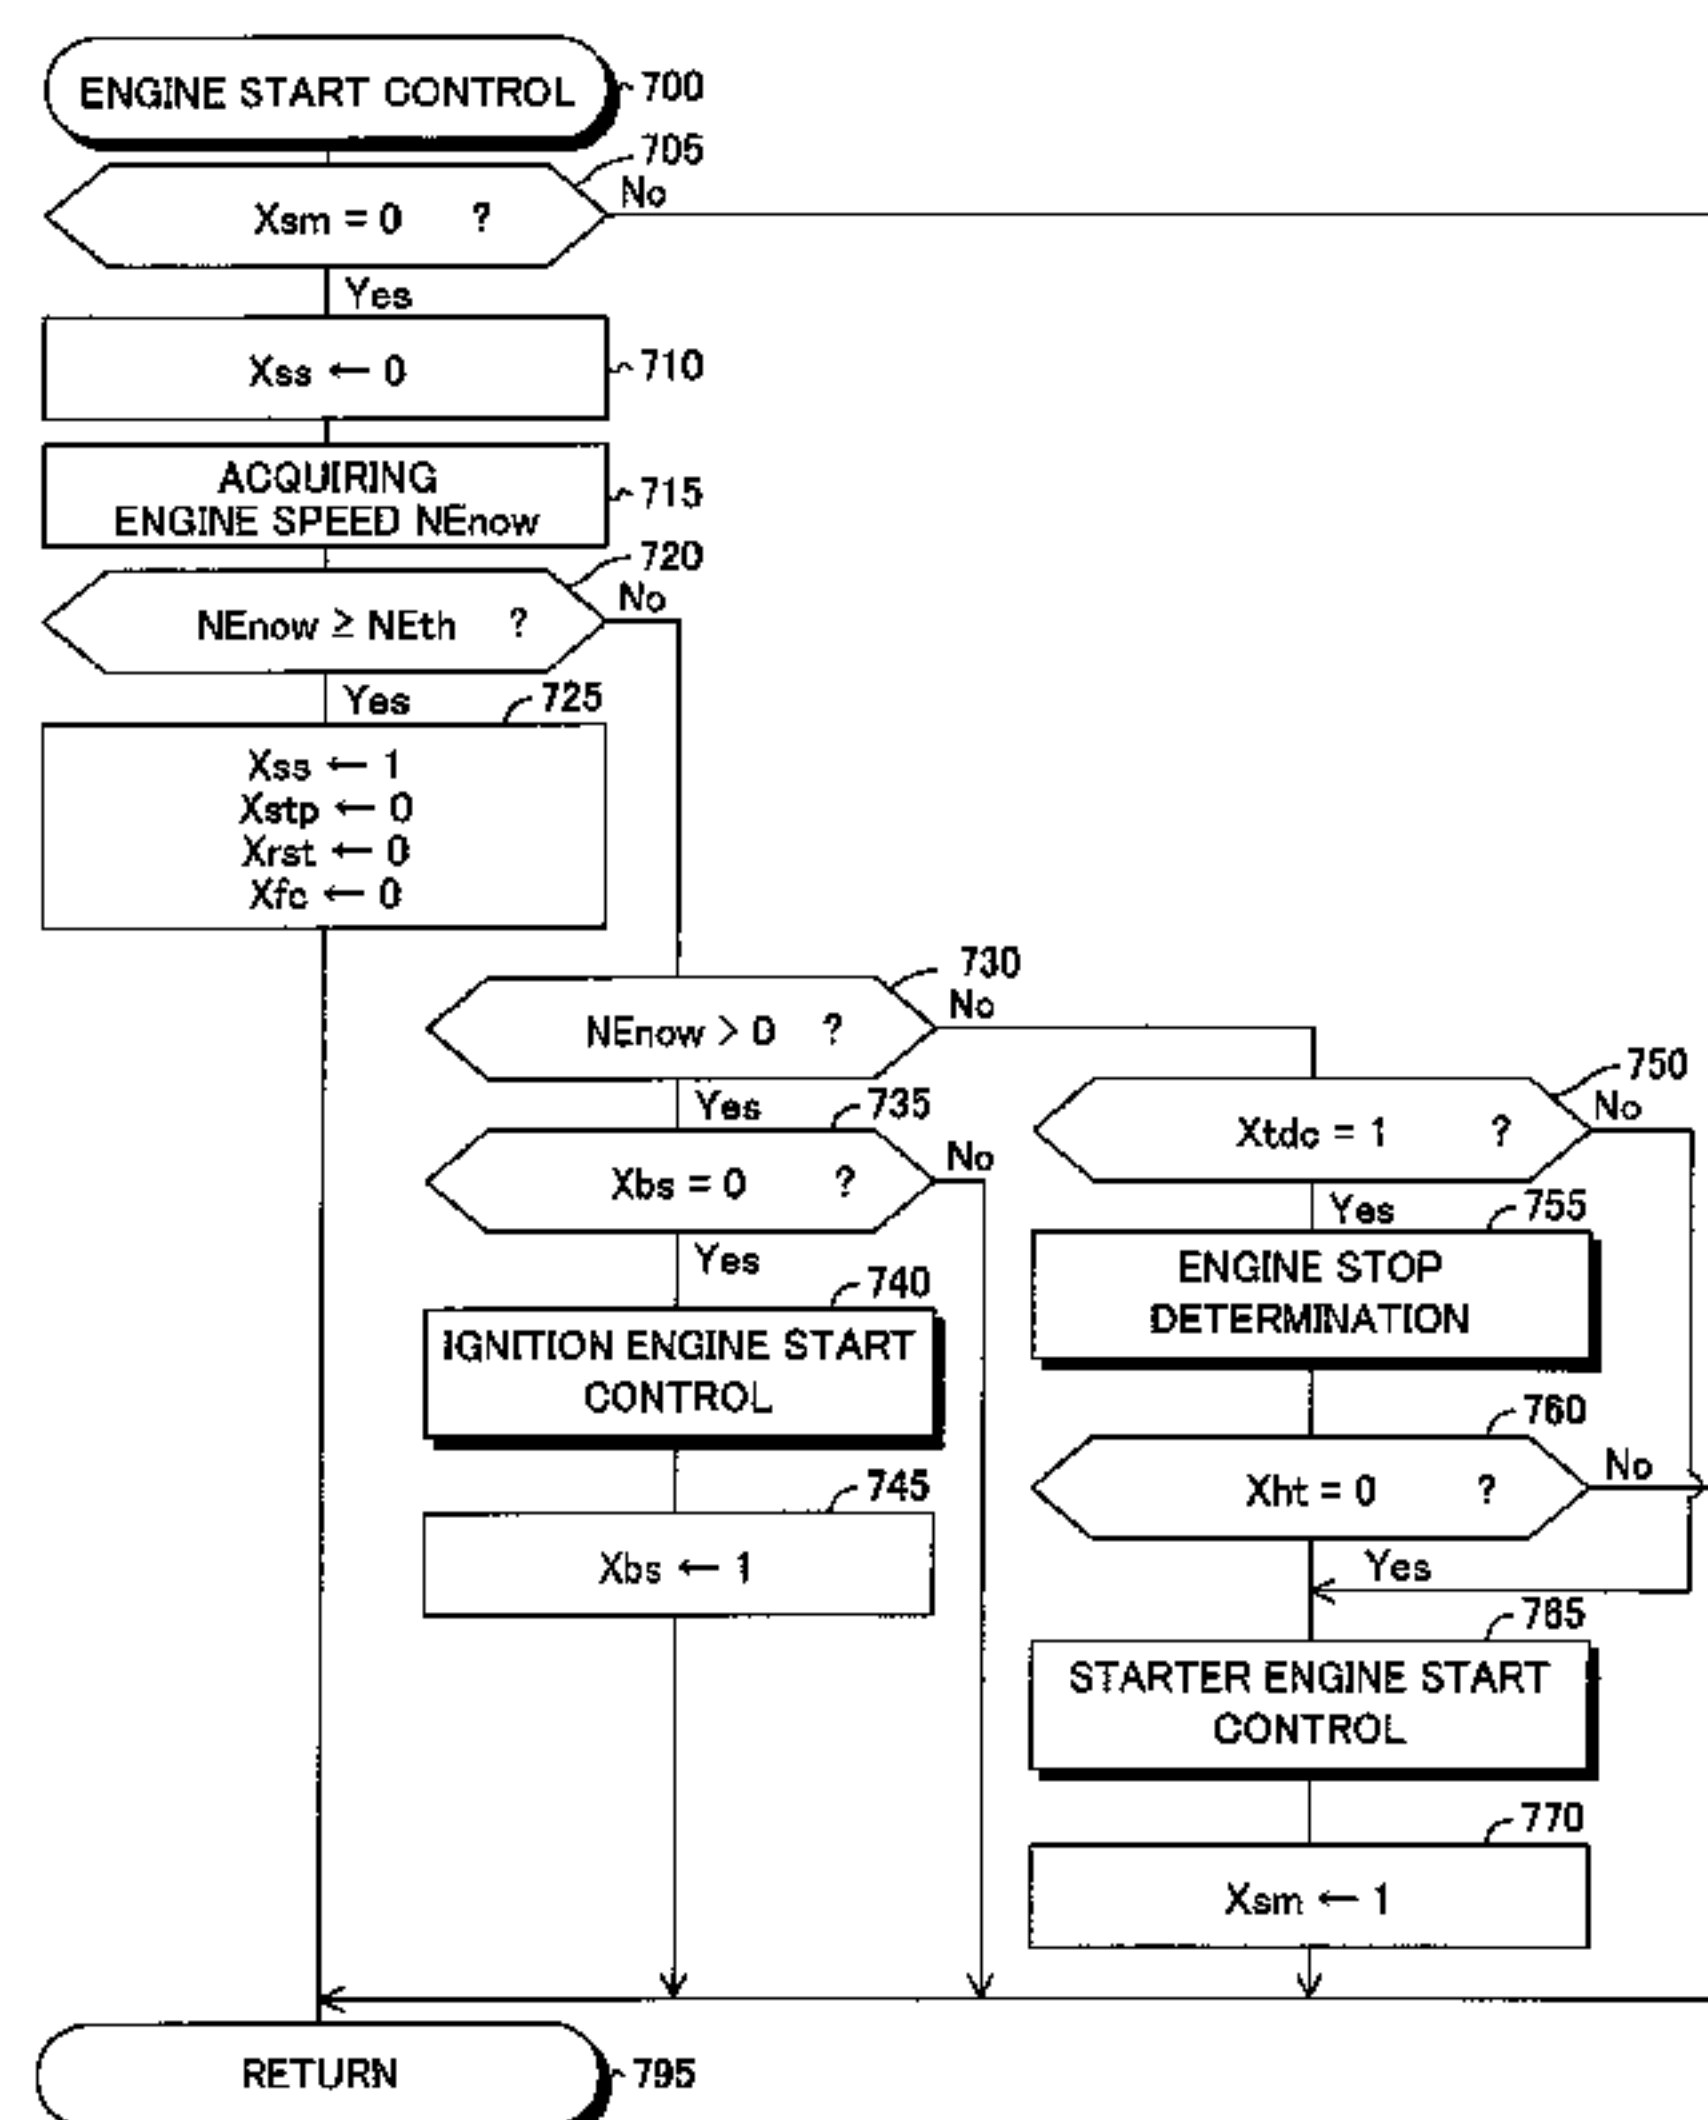 ENGINE START CONTROL
700
705
Xsm = 0 ?
No
Yes
Xss ← 0
710
ACQUIRING
ENGINE SPEED NEnow
715
720
NEnow ≥ NEth ?
No
Yes
725
Xss ← 1
Xstp ← 0
Xrst ← 0
Xfc ← 0
730
NEnow > 0 ?
No
Yes
735
Xbs = 0 ?
No
Yes
740
IGNITION ENGINE START
CONTROL
745
Xbs ← 1
750
Xtdc = 1 ?
No
Yes
755
ENGINE STOP
DETERMINATION
760
Xht = 0 ?
No
Yes
765
STARTER ENGINE START
CONTROL
770
Xsm ← 1
RETURN
795